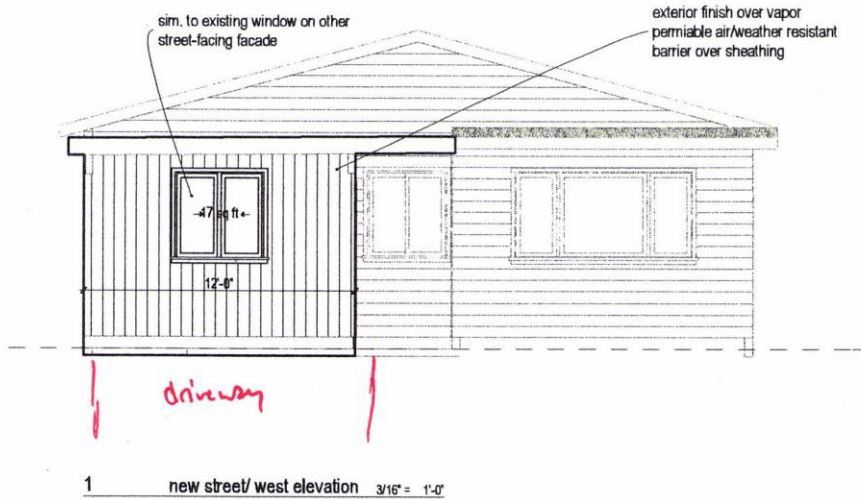 sim. to existing window on other
street-facing facade
exterior finish over vapor
permiable air/weather resistant
barrier over sheathing
17 sq ft
12'-0"
driveway
1 new street/ west elevation 3/16" = 1'-0"